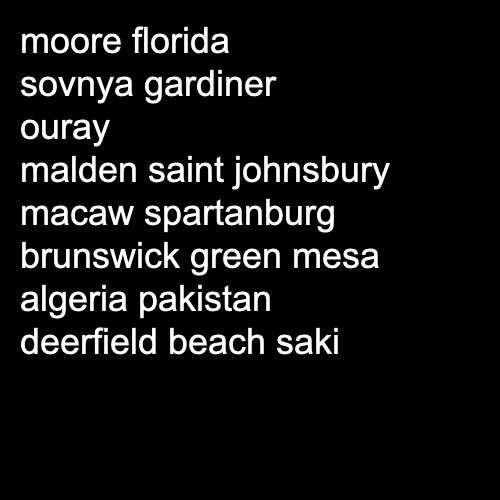 moore florida
sovnya gardiner
ouray
malden saint johnsbury
macaw spartanburg
brunswick green mesa
algeria pakistan
deerfield beach saki